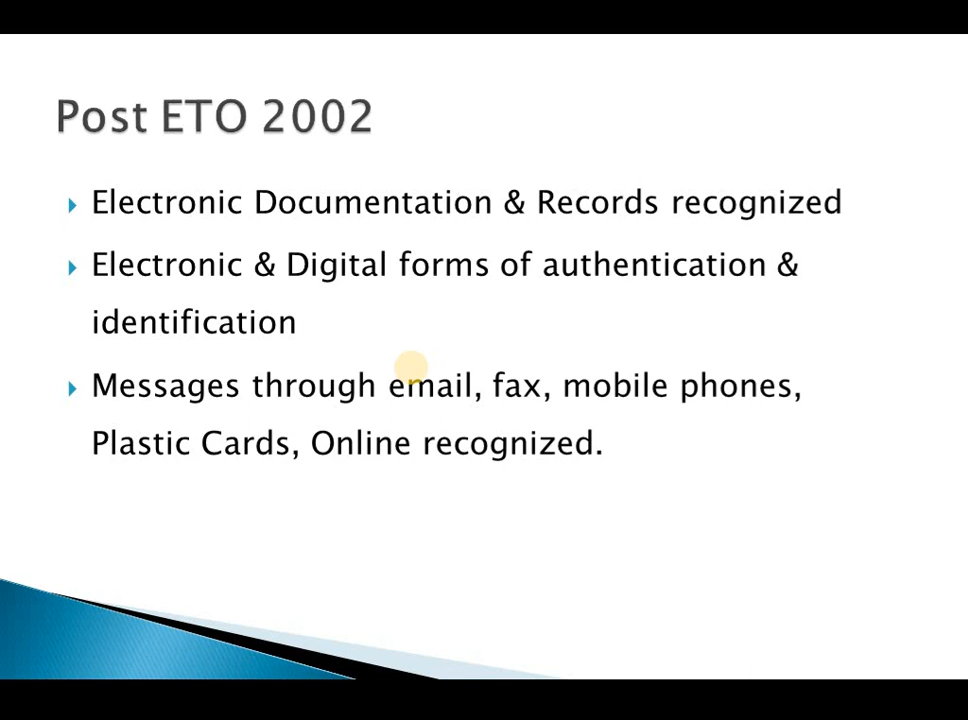 Post ETO 2002
Electronic Documentation & Records recognized
Electronic & Digital forms of authentication &
identification
Messages through email, fax, mobile phones,
Plastic Cards, Online recognized.